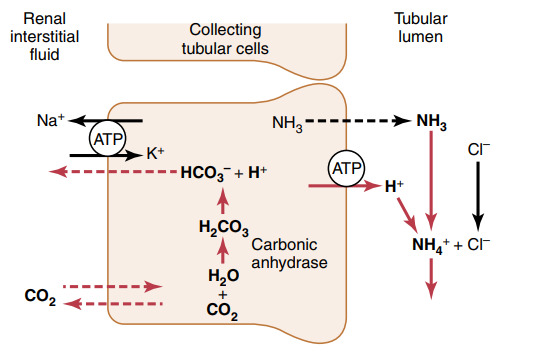 Renal
interstitial
fluid
Collecting
tubular cells
Tubular
lumen
Na⁺
ATP
K⁺
NH₃
NH₃
Cl⁻
HCO₃⁻ + H⁺
ATP
H⁺
H₂CO₃
Carbonic
anhydrase
NH₄⁺ + Cl⁻
H₂O
+
CO₂
CO₂